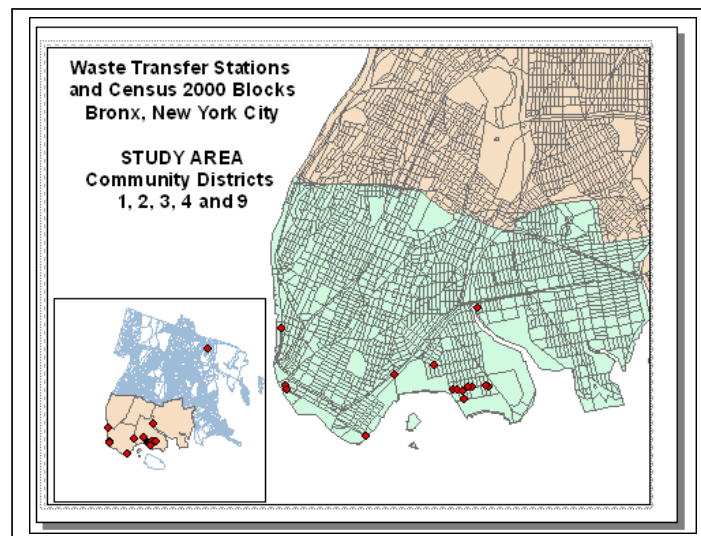 Waste Transfer Stations
and Census 2000 Blocks
Bronx, New York City
STUDY AREA
Community Districts
1, 2, 3, 4 and 9